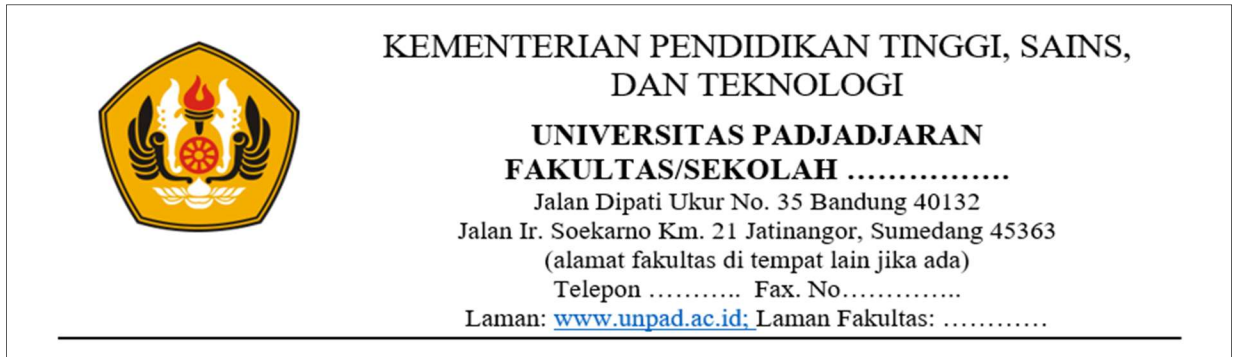 KEMENTERIAN PENDIDIKAN TINGGI, SAINS,
DAN TEKNOLOGI
UNIVERSITAS PADJADJARAN
FAKULTAS/SEKOLAH ................
Jalan Dipati Ukur No. 35 Bandung 40132
Jalan Ir. Soekarno Km. 21 Jatinangor, Sumedang 45363
(alamat fakultas di tempat lain jika ada)
Telepon ........... Fax. No..............
Laman: www.unpad.ac.id; Laman Fakultas: ............